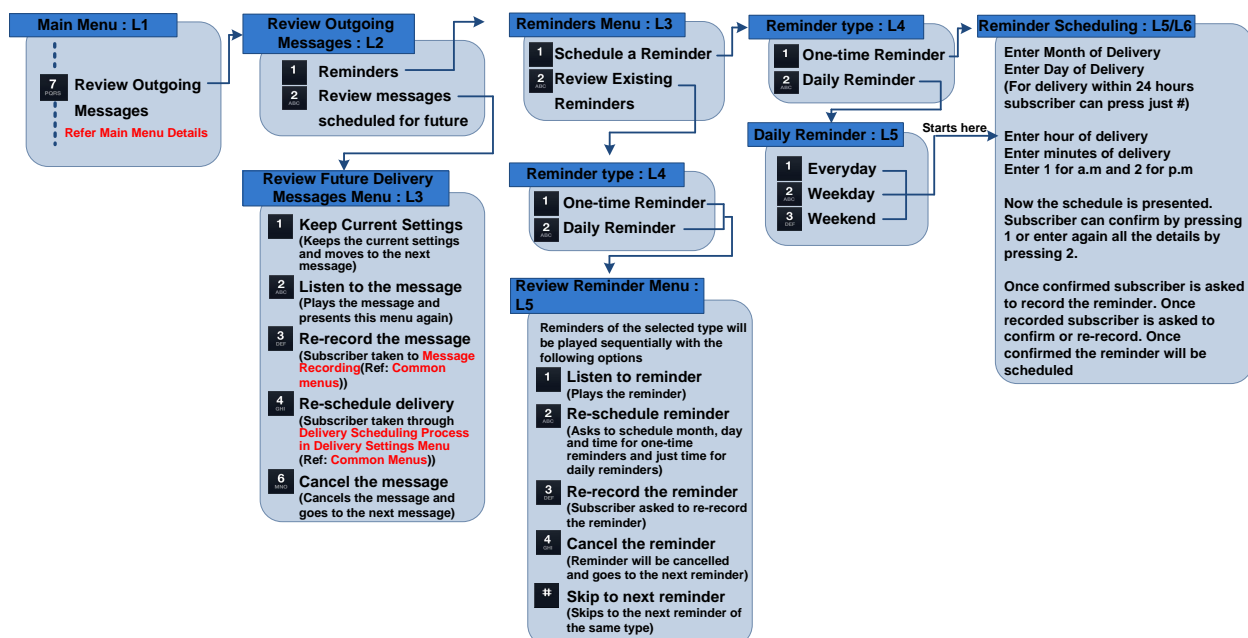 Main Menu : L1
7
PQRS
Review Outgoing
Messages
Refer Main Menu Details
Review Outgoing
Messages : L2
1
Reminders
2
ABC
Review messages
scheduled for future
Review Future Delivery
Messages Menu : L3
1
Keep Current Settings
(Keeps the current settings
and moves to the next
message)
2
ABC
Listen to the message
(Plays the message and
presents this menu again)
3
DEF
Re-record the message
(Subscriber taken to Message
Recording(Ref: Common
menus))
4
GHI
Re-schedule delivery
(Subscriber taken through
Delivery Scheduling Process
in Delivery Settings Menu
(Ref: Common Menus))
6
MNO
Cancel the message
(Cancels the message and
goes to the next message)
Reminders Menu : L3
1
Schedule a Reminder
2
ABC
Review Existing
Reminders
Reminder type : L4
1
One-time Reminder
2
ABC
Daily Reminder
Review Reminder Menu :
L5
Reminders of the selected type will
be played sequentially with the
following options
1
Listen to reminder
(Plays the reminder)
2
ABC
Re-schedule reminder
(Asks to schedule month, day
and time for one-time
reminders and just time for
daily reminders)
3
DEF
Re-record the reminder
(Subscriber asked to re-record
the reminder)
4
GHI
Cancel the reminder
(Reminder will be cancelled
and goes to the next reminder)
#
Skip to next reminder
(Skips to the next reminder of
the same type)
Reminder type : L4
1
One-time Reminder
2
ABC
Daily Reminder
Daily Reminder : L5
1
Everyday
2
ABC
Weekday
3
DEF
Weekend
Starts here
Reminder Scheduling : L5/L6
Enter Month of Delivery
Enter Day of Delivery
(For delivery within 24 hours
subscriber can press just #)
Enter hour of delivery
Enter minutes of delivery
Enter 1 for a.m and 2 for p.m
Now the schedule is presented.
Subscriber can confirm by pressing
1 or enter again all the details by
pressing 2.
Once confirmed subscriber is asked
to record the reminder. Once
recorded subscriber is asked to
confirm or re-record. Once
confirmed the reminder will be
scheduled